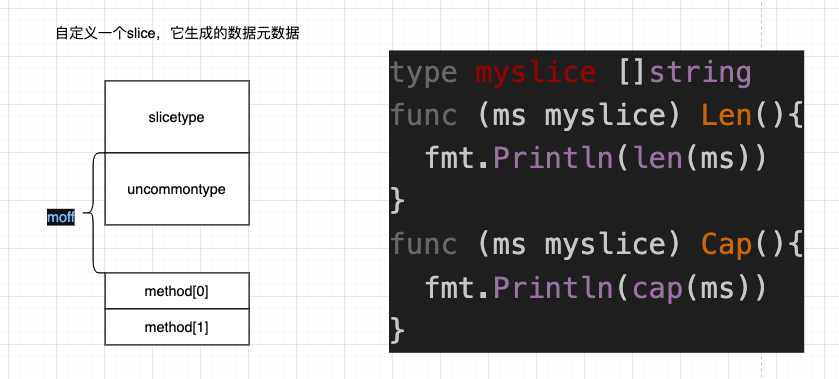 自定义一个slice，它生成的数据元数据
slicetype
uncommontype
moff
method[0]
method[1]
type myslice []string
func (ms myslice) Len(){
  fmt.Println(len(ms))
}
func (ms myslice) Cap(){
  fmt.Println(cap(ms))
}